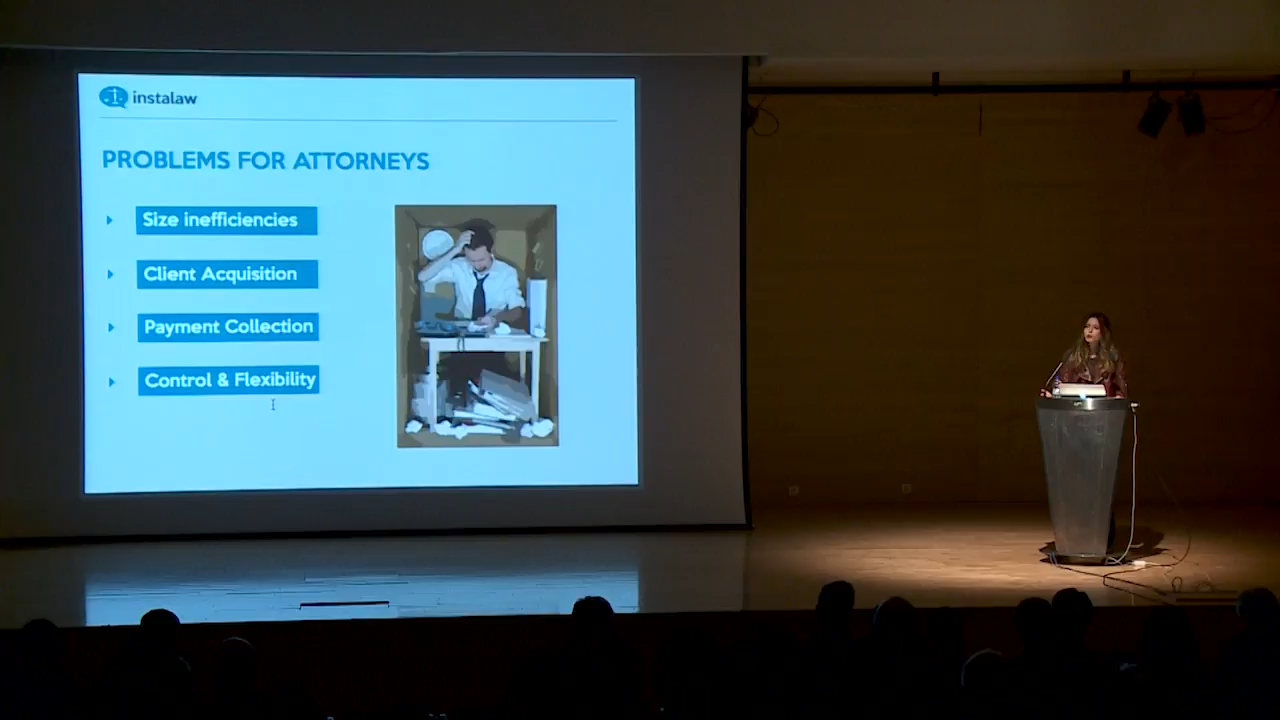 instalaw
PROBLEMS FOR ATTORNEYS
Size inefficiencies
Client Acquisition
Payment Collection
Control & Flexibility